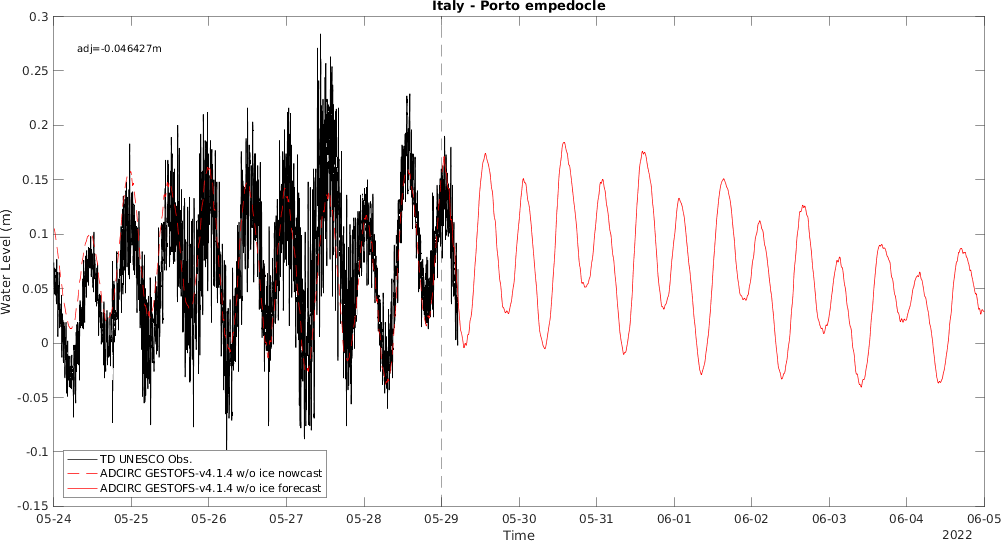 Italy - Porto empedocle
adj=-0.046427m
Water Level (m)
0.3
0.25
0.2
0.15
0.1
0.05
0
-0.05
-0.1
-0.15
TD UNESCO Obs.
ADCIRC GESTOFS-v4.1.4 w/o ice nowcast
ADCIRC GESTOFS-v4.1.4 w/o ice forecast
05-24 05-25 05-26 05-27 05-28 05-29 05-30 05-31 06-01 06-02 06-03 06-04 06-05
Time
2022